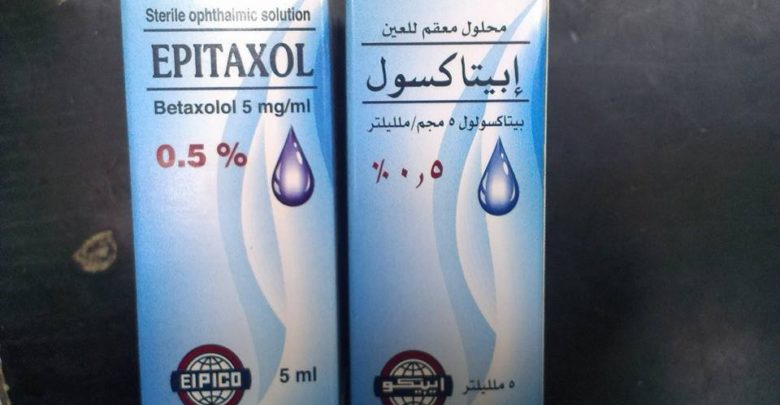 Sterile ophthalmic solution
EPITAXOL
Betaxolol 5 mg/ml
0.5 %
EIPICO
5 ml
محلول معقم للعين
إبيتاكسول
بيتاكسولول ٥ مجم/ملليلتر
٠٫٥ ٪
ايبيكو
٥ ملليلتر